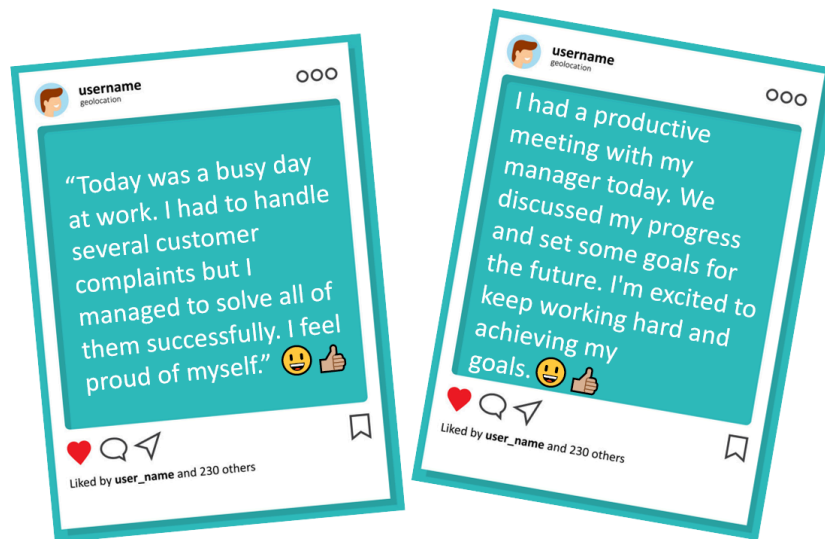 username
geolocation
“Today was a busy day
at work. I had to handle
several customer
complaints but I
managed to solve all of
them successfully. I feel
proud of myself.” 😃👍🏽
Liked by user_name and 230 others
username
geolocation
I had a productive
meeting with my
manager today. We
discussed my progress
and set some goals for
the future. I'm excited to
keep working hard and
achieving my
goals. 😃👍🏽
Liked by user_name and 230 others